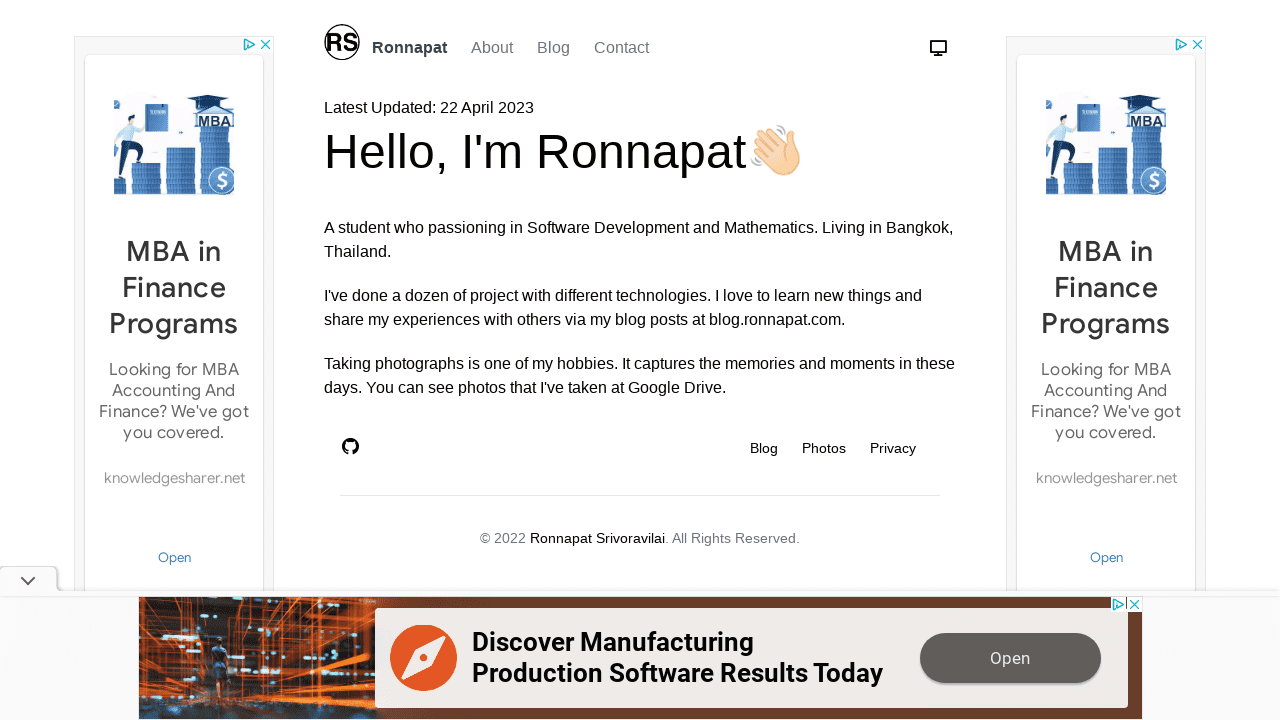 RS
Ronnapat
About
Blog
Contact
Latest Updated: 22 April 2023
Hello, I'm Ronnapat👋🏼
A student who passioning in Software Development and Mathematics. Living in Bangkok,
Thailand.
I've done a dozen of project with different technologies. I love to learn new things and
share my experiences with others via my blog posts at blog.ronnapat.com.
Taking photographs is one of my hobbies. It captures the memories and moments in these
days. You can see photos that I've taken at Google Drive.
Blog
Photos
Privacy
© 2022 Ronnapat Srivoravilai. All Rights Reserved.
MBA
MBA in
Finance
Programs
Looking for MBA
Accounting And
Finance? We've got
you covered.
knowledgesharer.net
Open
MBA
MBA in
Finance
Programs
Looking for MBA
Accounting And
Finance? We've got
you covered.
knowledgesharer.net
Open
Discover Manufacturing
Production Software Results Today
Open